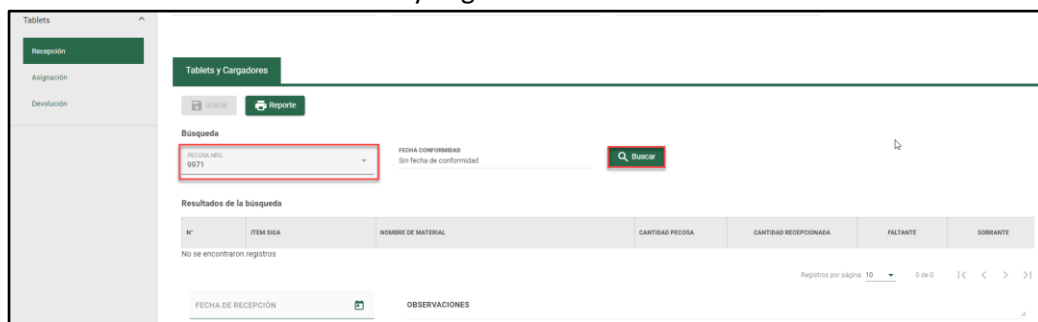 Tablets
Recepción
Asignación
Devolución
Tablets y Cargadores
Grabar
Reporte
Búsqueda
PECOSA NRO.
9971
FECHA CONFORMIDAD
Sin fecha de conformidad
Buscar
Resultados de la búsqueda
N° ITEM SIGA NOMBRE DE MATERIAL CANTIDAD PECOSA CANTIDAD RECEPCIONADA FALTANTE SOBRANTE
No se encontraron registros
Registros por página 10 0 de 0
FECHA DE RECEPCIÓN
OBSERVACIONES